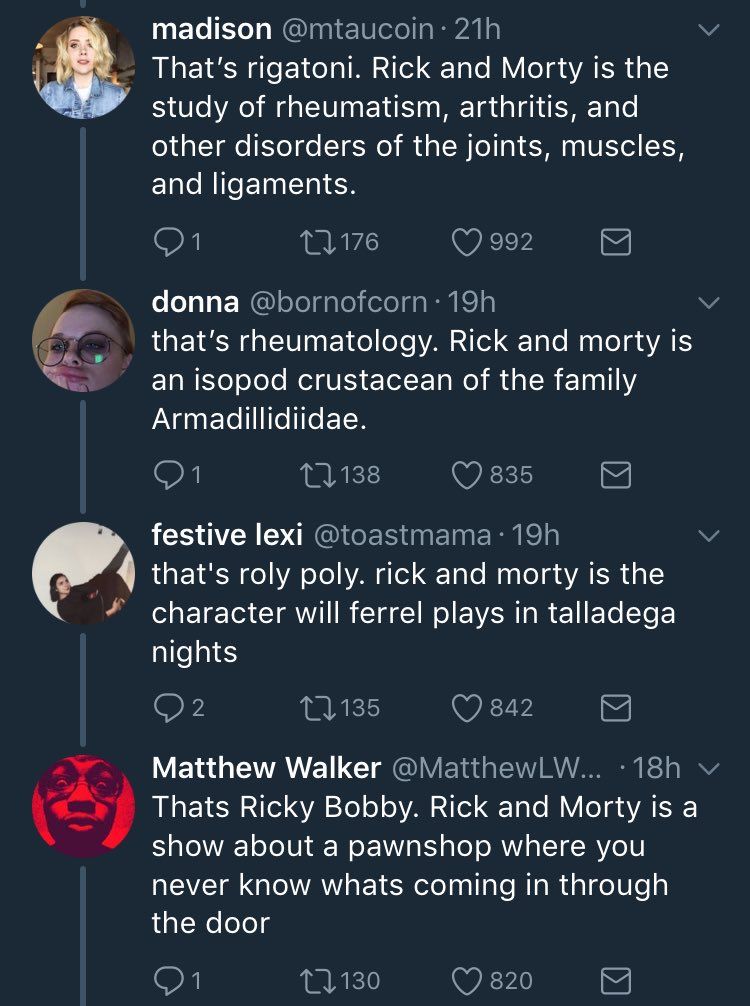 madison @mtaucoin · 21h
That's rigatoni. Rick and Morty is the
study of rheumatism, arthritis, and
other disorders of the joints, muscles,
and ligaments.
1 176 992
donna @bornofcorn · 19h
that's rheumatology. Rick and morty is
an isopod crustacean of the family
Armadillidiidae.
1 138 835
festive lexi @toastmama · 19h
that's roly poly. rick and morty is the
character will ferrel plays in talladega
nights
2 135 842
Matthew Walker @MatthewLW... · 18h
Thats Ricky Bobby. Rick and Morty is a
show about a pawnshop where you
never know whats coming in through
the door
1 130 820